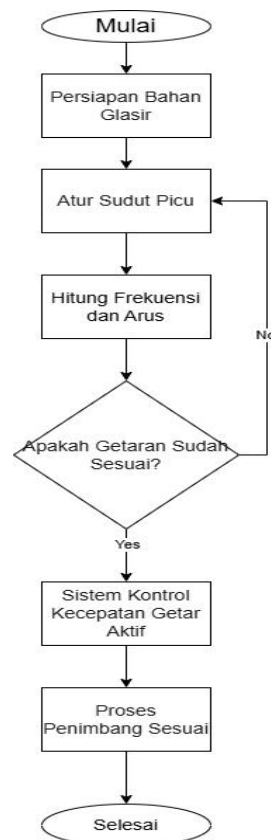 Mulai
Persiapan Bahan
Glasir
Atur Sudut Picu
Hitung Frekuensi
dan Arus
No
Apakah Getaran Sudah
Sesuai?
Yes
Sistem Kontrol
Kecepatan Getar
Aktif
Proses
Penimbang Sesuai
Selesai